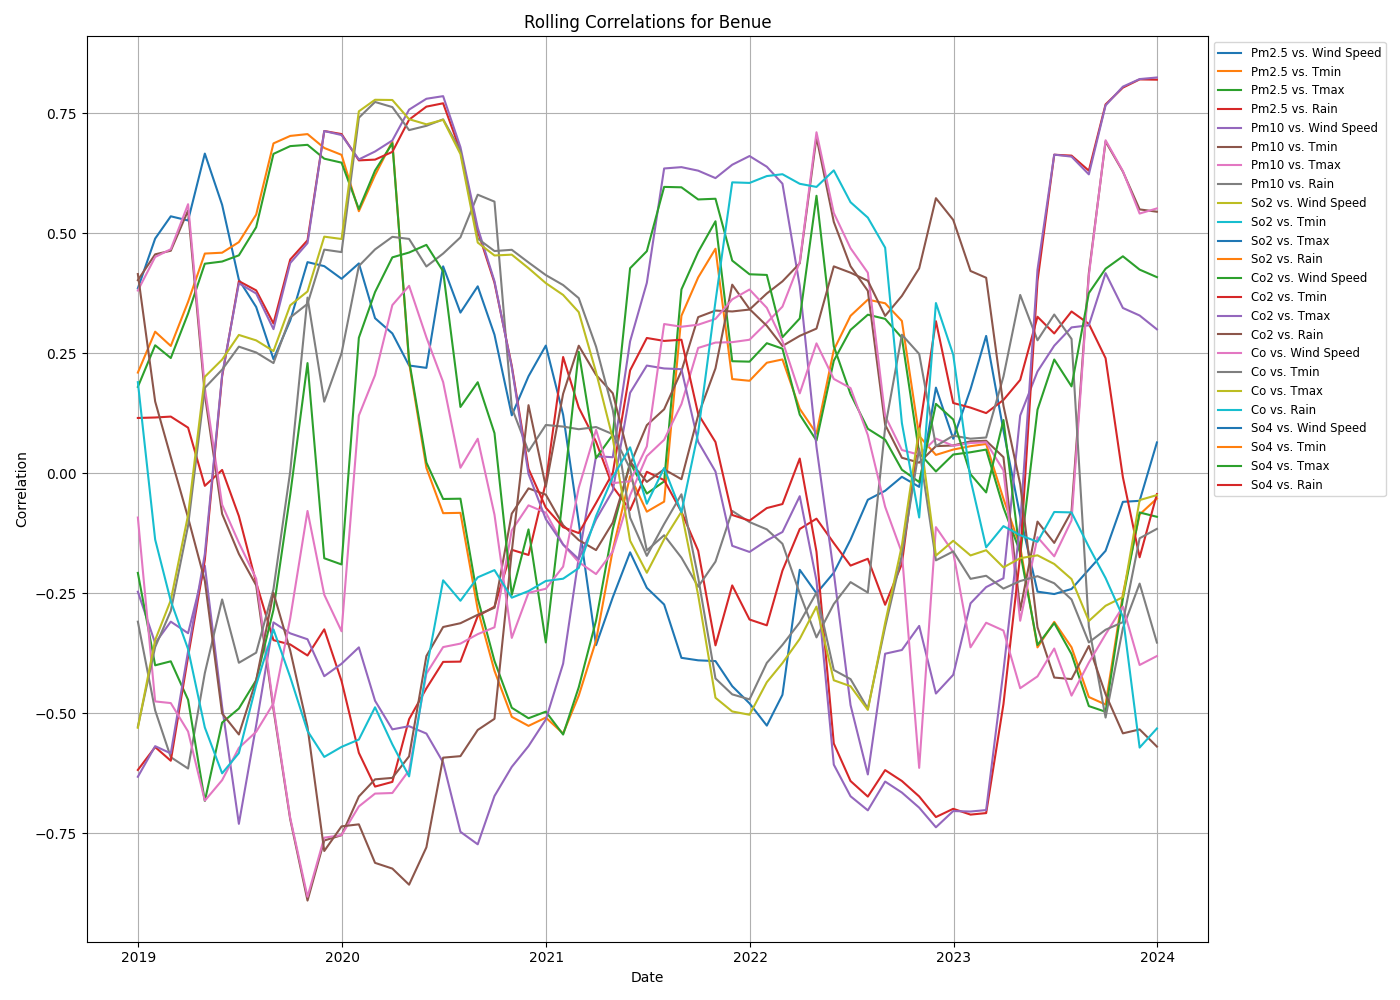 Rolling Correlations for Benue
Correlation
0.75
0.50
0.25
0.00
−0.25
−0.50
−0.75
2019
2020
2021
2022
2023
2024
Date
Pm2.5 vs. Wind Speed
Pm2.5 vs. Tmin
Pm2.5 vs. Tmax
Pm2.5 vs. Rain
Pm10 vs. Wind Speed
Pm10 vs. Tmin
Pm10 vs. Tmax
Pm10 vs. Rain
So2 vs. Wind Speed
So2 vs. Tmin
So2 vs. Tmax
So2 vs. Rain
Co2 vs. Wind Speed
Co2 vs. Tmin
Co2 vs. Tmax
Co2 vs. Rain
Co vs. Wind Speed
Co vs. Tmin
Co vs. Tmax
Co vs. Rain
So4 vs. Wind Speed
So4 vs. Tmin
So4 vs. Tmax
So4 vs. Rain